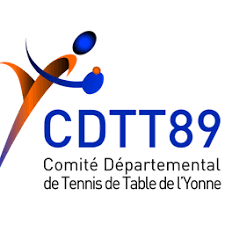 CDTT89
Comité Départemental
de Tennis de Table de l'Yonne